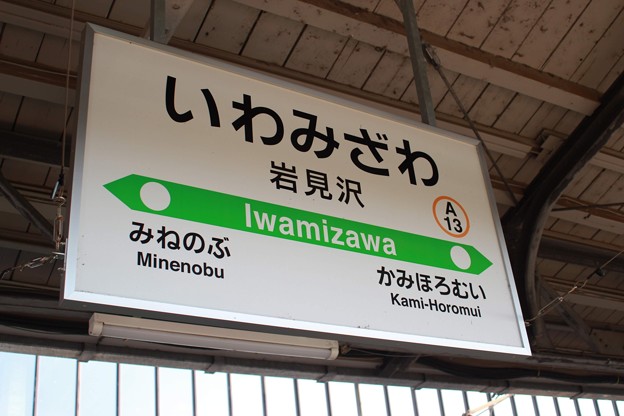 いわみざわ
岩見沢
A
13
Iwamizawa
みねのぶ
Minenobu
かみほろむい
Kami-Horomui